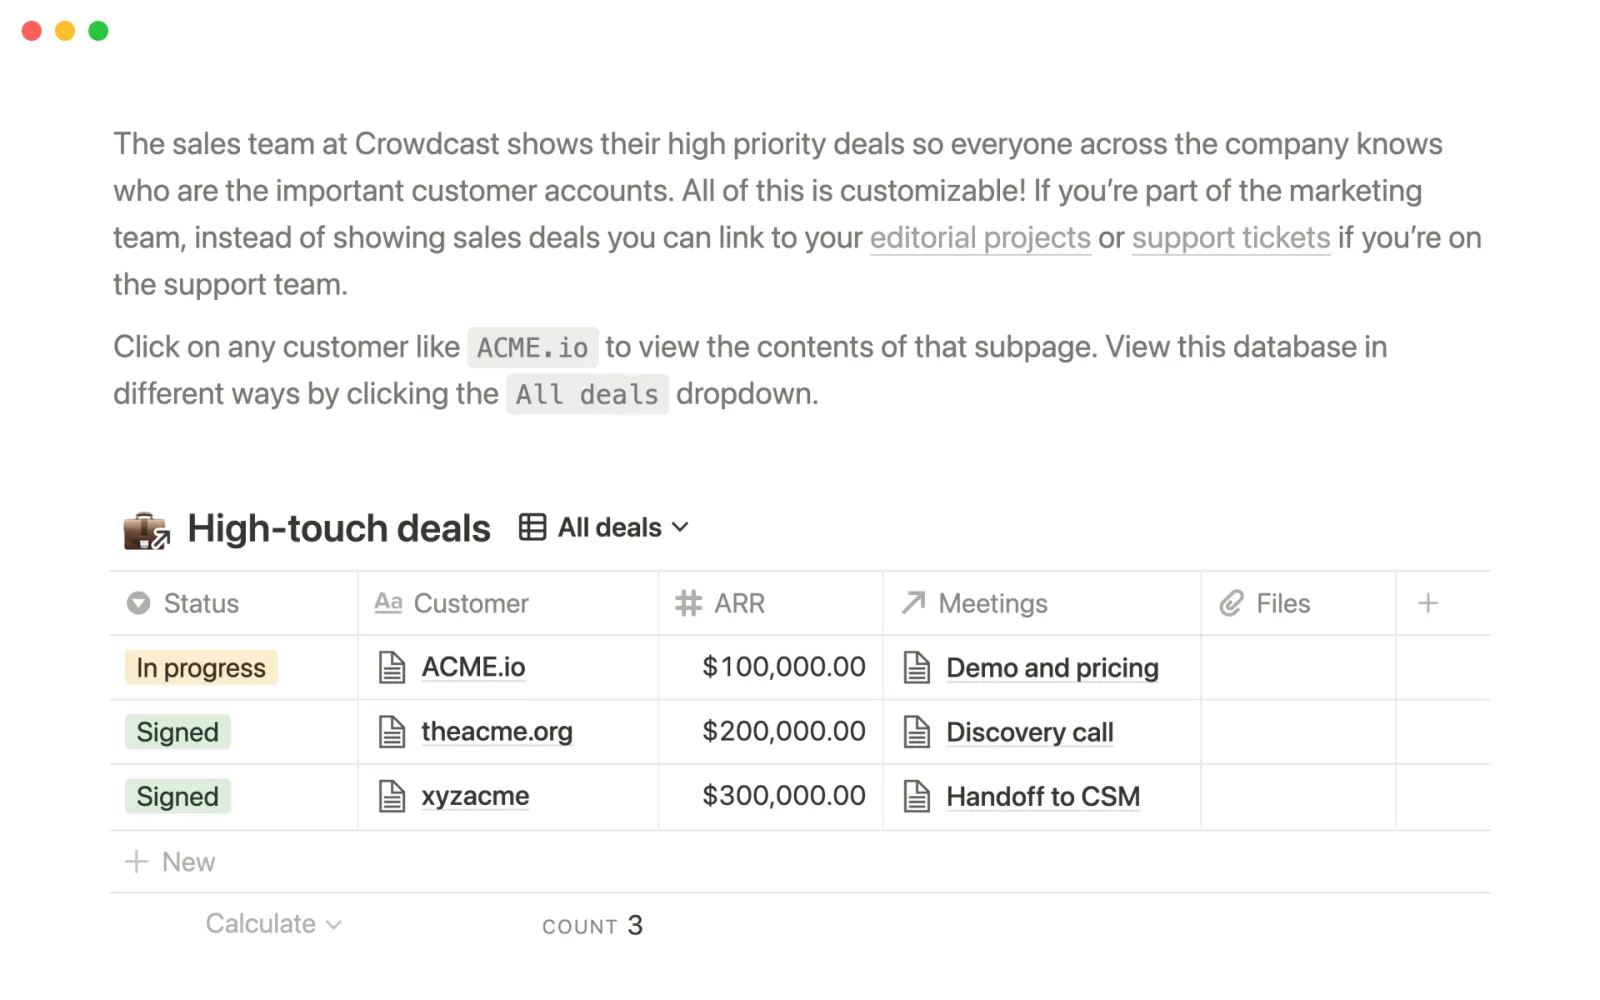 The sales team at Crowdcast shows their high priority deals so everyone across the company knows
who are the important customer accounts. All of this is customizable! If you’re part of the marketing
team, instead of showing sales deals you can link to your editorial projects or support tickets if you’re on
the support team.
Click on any customer like ACME.io to view the contents of that subpage. View this database in
different ways by clicking the All deals dropdown.
High-touch deals All deals
Status Aa Customer ARR Meetings Files +
In progress ACME.io $100,000.00 Demo and pricing
Signed theacme.org $200,000.00 Discovery call
Signed xyzacme $300,000.00 Handoff to CSM
+ New
Calculate COUNT 3